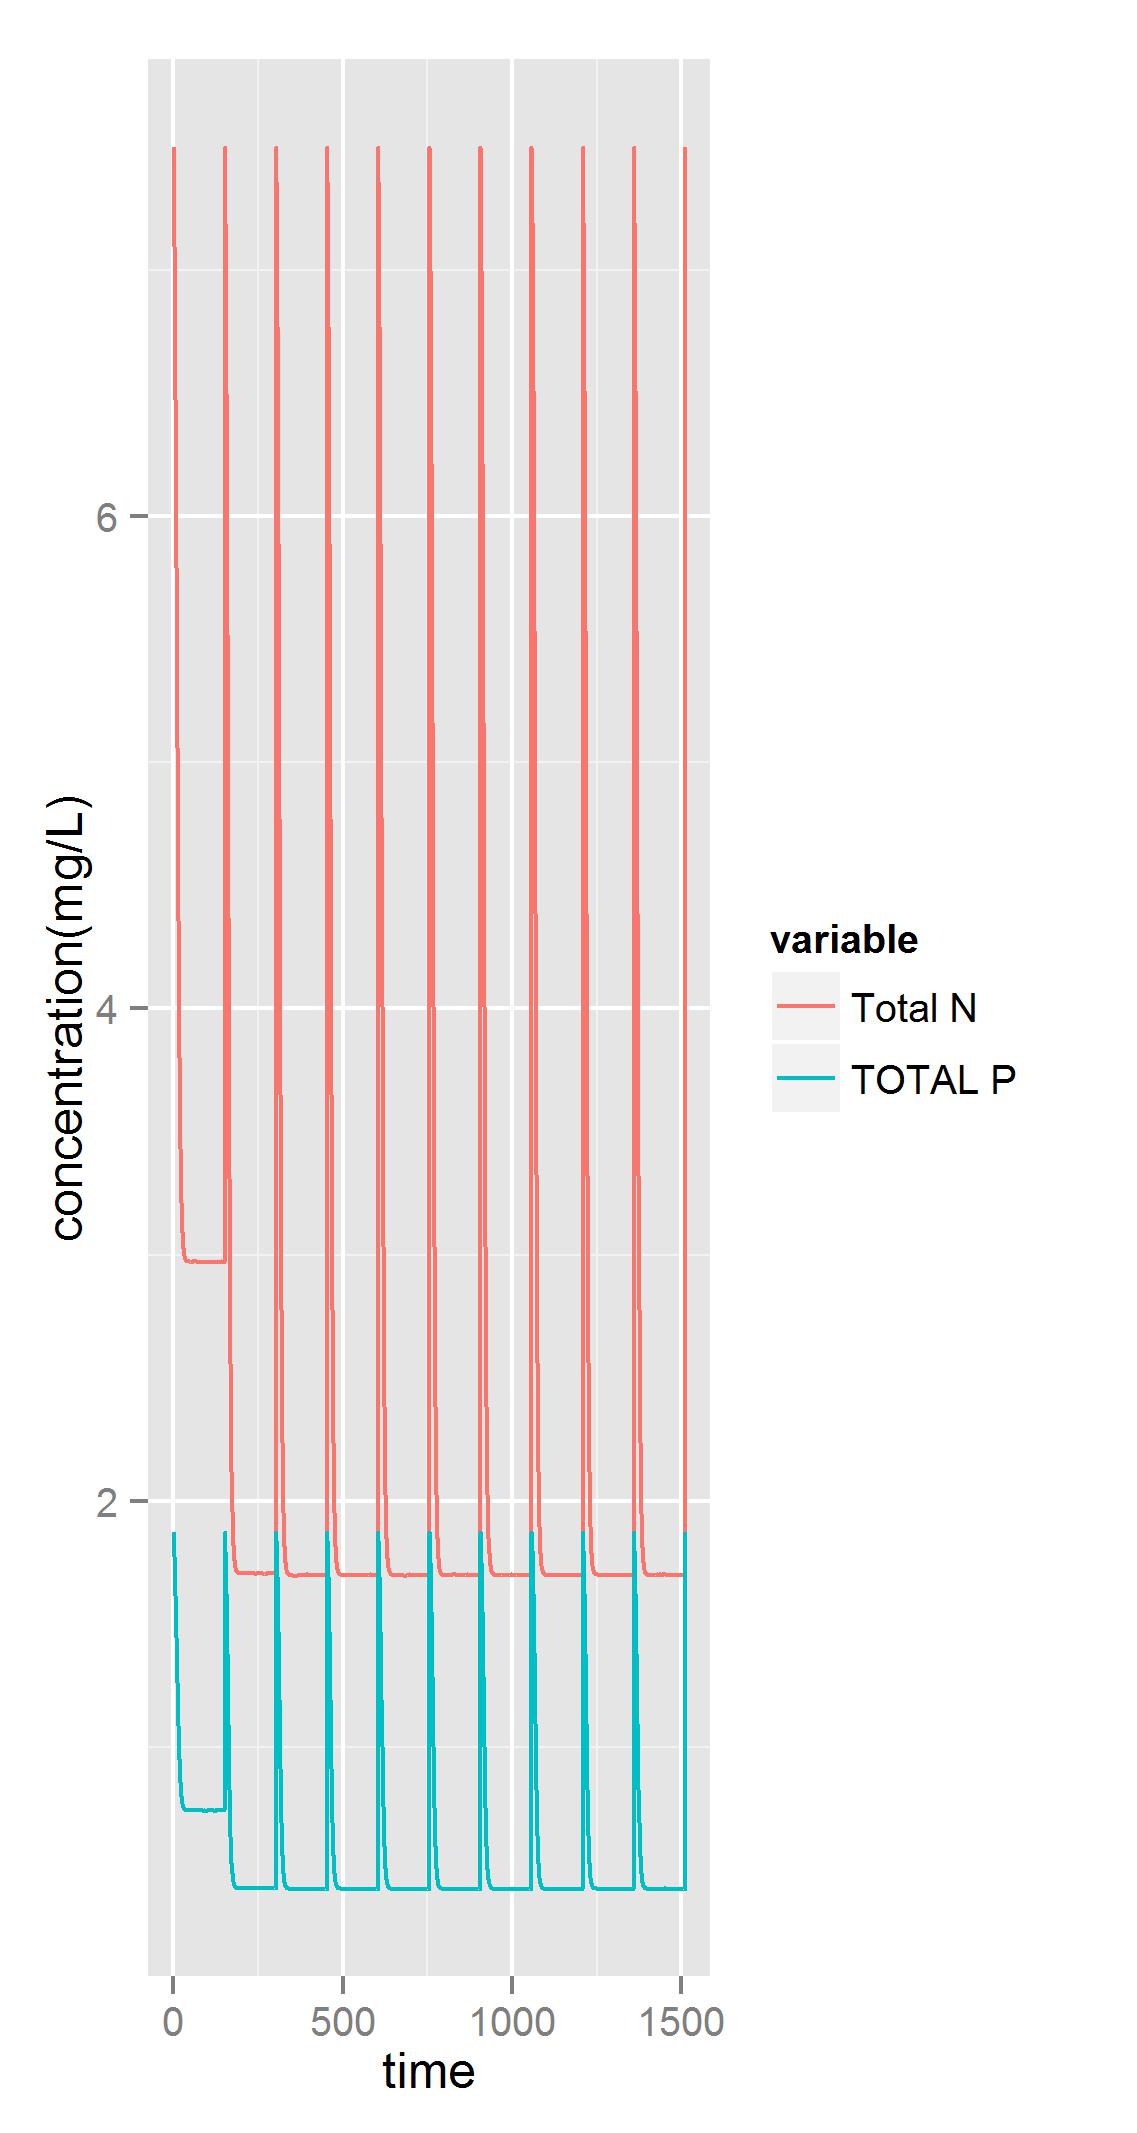 6
4
2
concentration(mg/L)
0 500 1000 1500
time
variable
Total N
TOTAL P